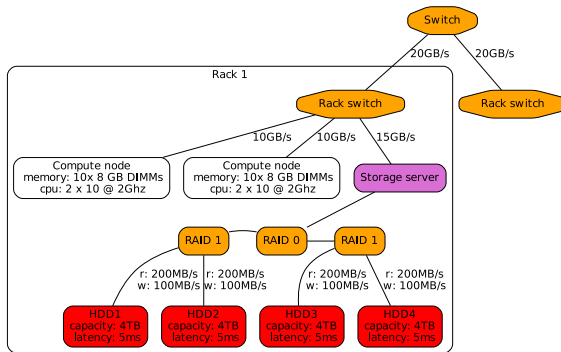 Switch
20GB/s
20GB/s
Rack 1
Rack switch
Rack switch
10GB/s
10GB/s
15GB/s
Compute node
memory: 10x 8 GB DIMMs
cpu: 2 x 10 @ 2Ghz
Compute node
memory: 10x 8 GB DIMMs
cpu: 2 x 10 @ 2Ghz
Storage server
RAID 1
RAID 0
RAID 1
r: 200MB/s
w: 100MB/s
r: 200MB/s
w: 100MB/s
r: 200MB/s
w: 100MB/s
r: 200MB/s
w: 100MB/s
HDD1
capacity: 4TB
latency: 5ms
HDD2
capacity: 4TB
latency: 5ms
HDD3
capacity: 4TB
latency: 5ms
HDD4
capacity: 4TB
latency: 5ms